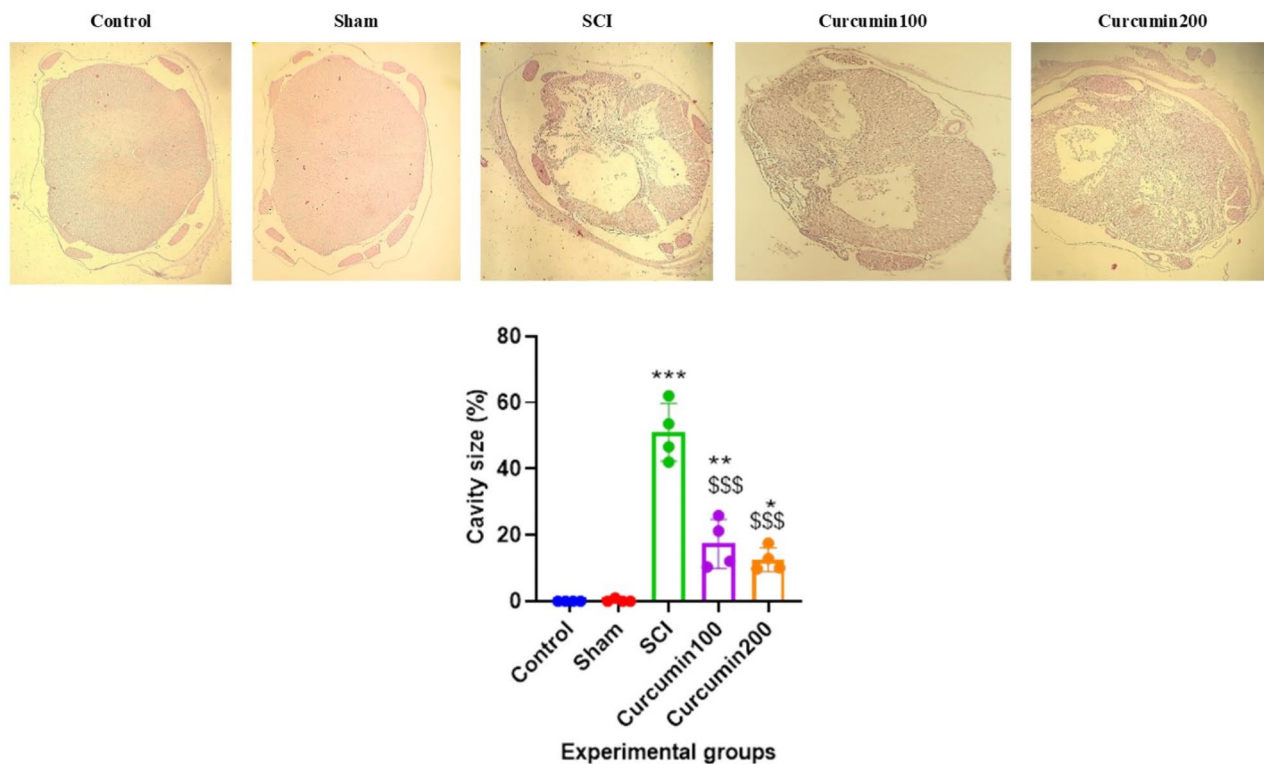 Control
Sham
SCI
Curcumin100
Curcumin200
Cavity size (%)
80
60
40
20
0
***
**
$$$
*
$$$
Control
Sham
SCI
Curcumin100
Curcumin200
Experimental groups